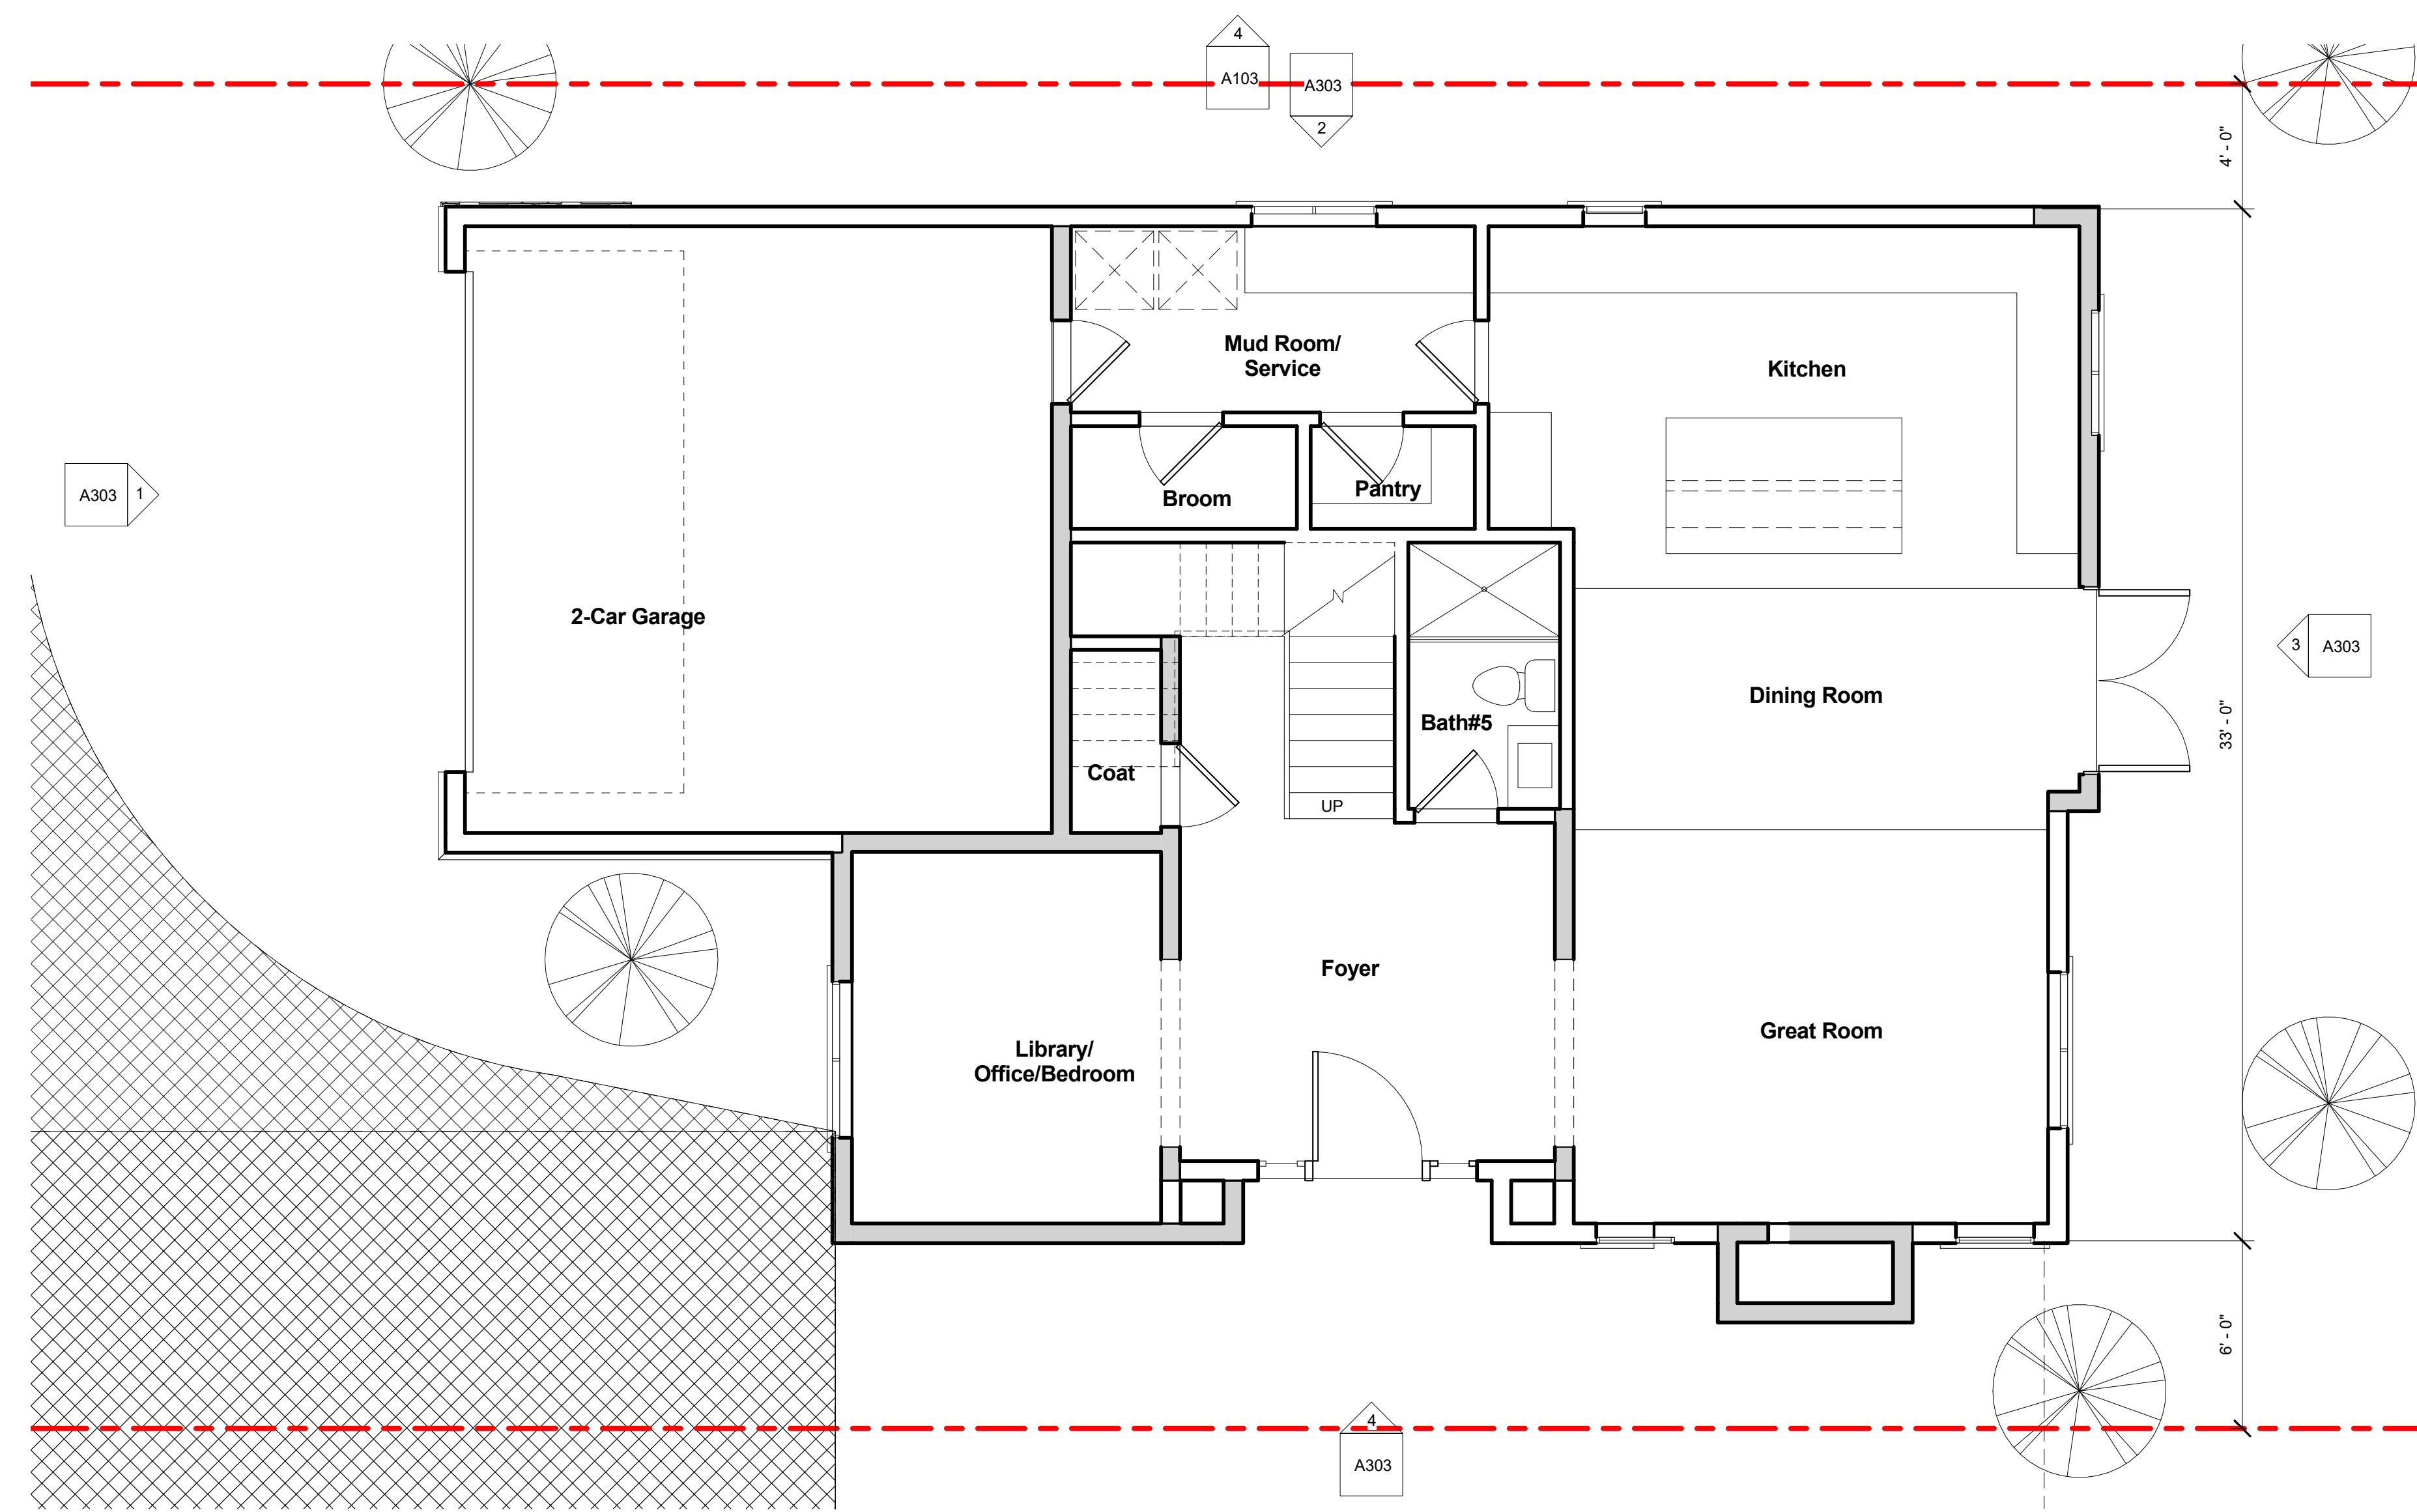 4
A103
A303
2
4' - 0"
Mud Room/
Service
Kitchen
A303
1
Broom
Pantry
2-Car Garage
3
A303
Dining Room
Bath#5
33' - 0"
Coat
UP
Foyer
Great Room
Library/
Office/Bedroom
6' - 0"
4
A303